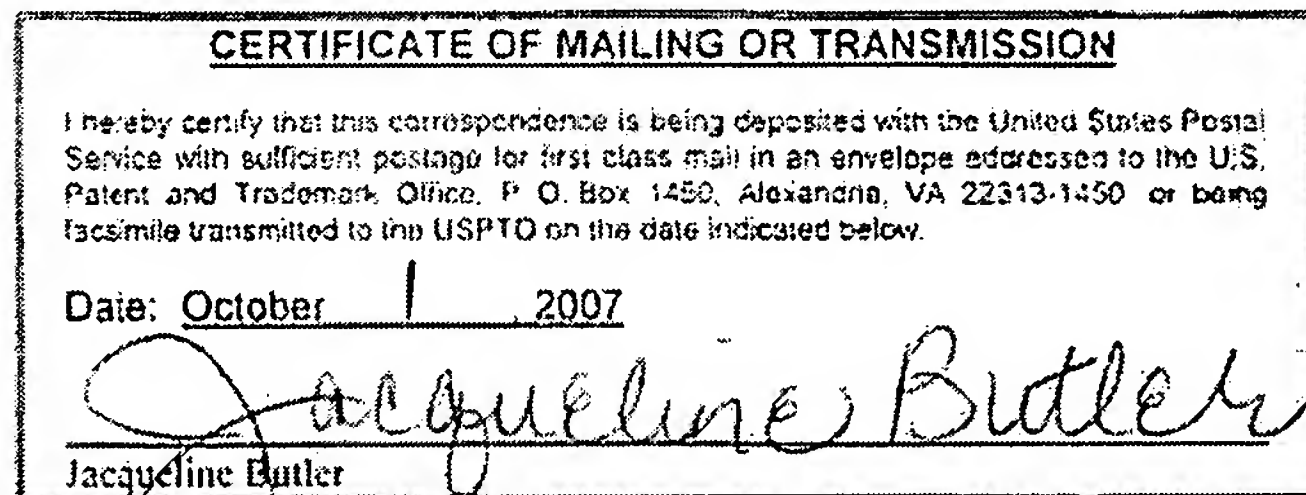 CERTIFICATE OF MAILING OR TRANSMISSION
I hereby certify that this correspondence is being deposited with the United States Postal
Service with sufficient postage for first class mail in an envelope addressed to the U.S.
Patent and Trademark Office, P. O. Box 1450, Alexandria, VA 22313-1450 or being
facsimile transmitted to the USPTO on the date indicated below.
Date: October 1, 2007
Jacqueline Butler
Jacqueline Butler